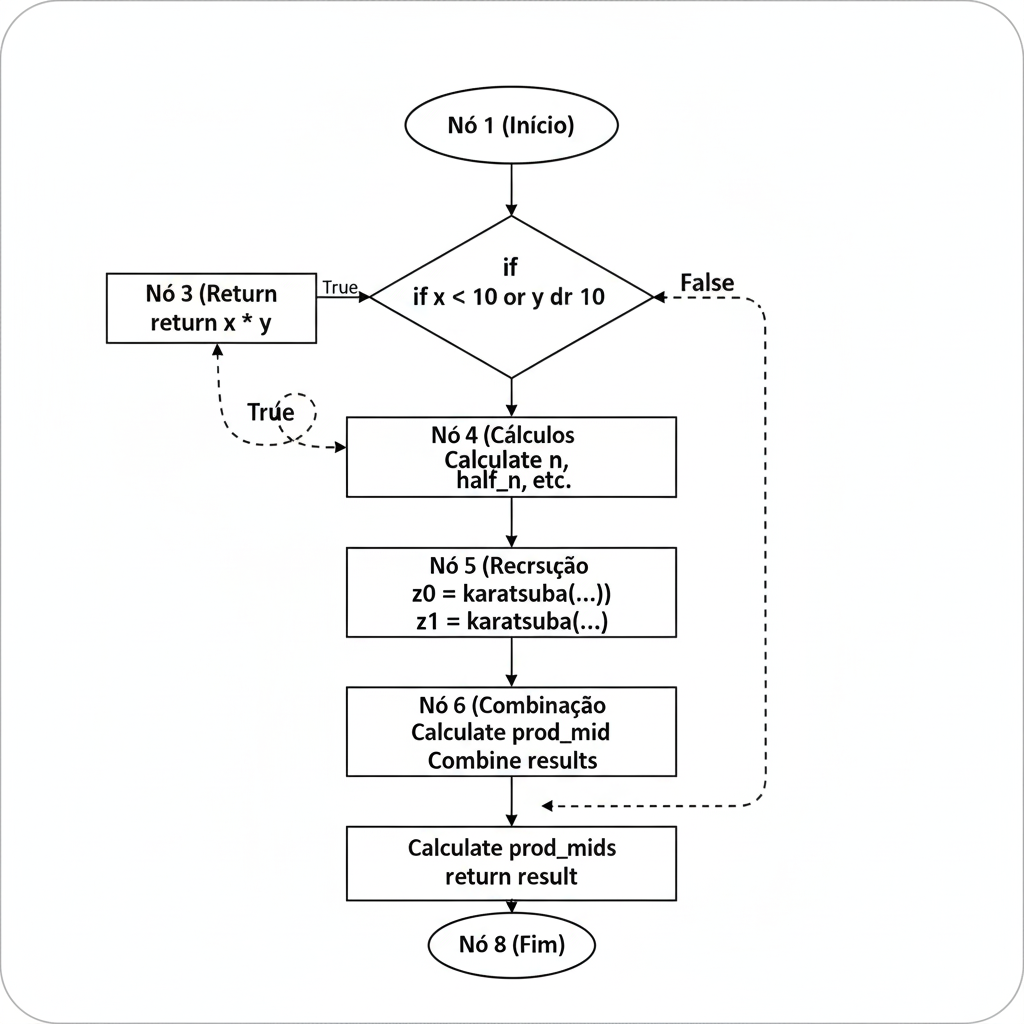 Nó 1 (Início)
if
if x < 10 or y dr 10
False
True
Nó 3 (Return
return x * y
True
Nó 4 (Cálculos
Calculate n,
half_n, etc.
Nó 5 (Recrsıção
z0 = karatsuba(...))
z1 = karatsuba(...)
Nó 6 (Combinação
Calculate prod_mid
Combine results
Calculate prod_mids
return result
Nó 8 (Fim)